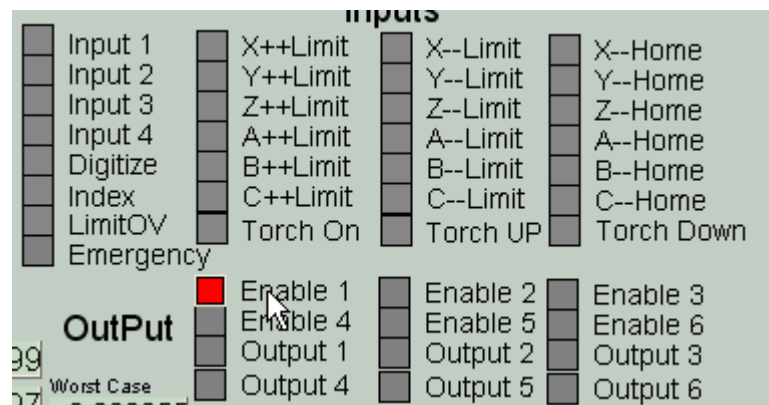 Inputs
Input 1 X++Limit X--Limit X--Home
Input 2 Y++Limit Y--Limit Y--Home
Input 3 Z++Limit Z--Limit Z--Home
Input 4 A++Limit A--Limit A--Home
Digitize B++Limit B--Limit B--Home
Index C++Limit C--Limit C--Home
LimitOV Torch On Torch UP Torch Down
Emergency
Enable 1 Enable 2 Enable 3
OutPut Enable 4 Enable 5 Enable 6
99 Output 1 Output 2 Output 3
97 Worst Case Output 4 Output 5 Output 6